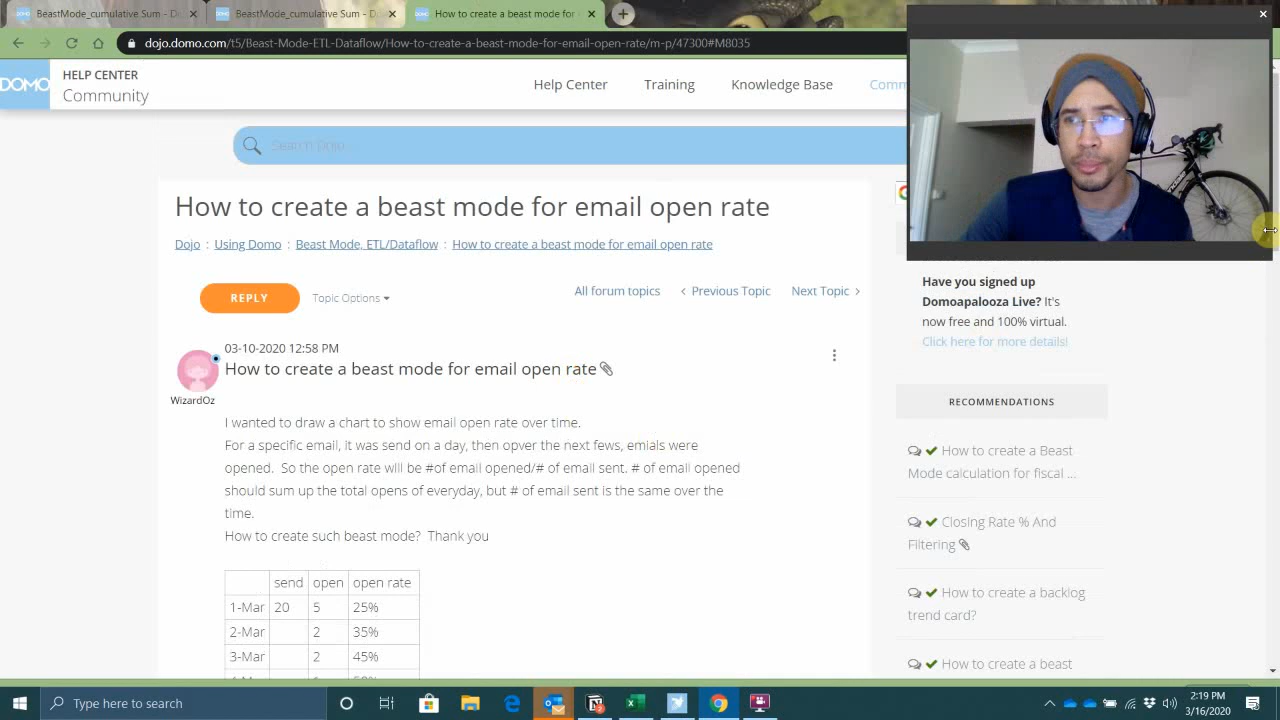 BeastMode_cumulative Sum - Do
BeastMode_cumulative Sum - Do
How to create a beast mode for
dojo.domo.com/t5/Beast-Mode-ETL-Dataflow/How-to-create-a-beast-mode-for-email-open-rate/m-p/47300#M8035
DOMO
HELP CENTER
Community
Help Center Training Knowledge Base
Search Dojo...
How to create a beast mode for email open rate
Dojo : Using Domo : Beast Mode, ETL/Dataflow : How to create a beast mode for email open rate
REPLY Topic Options
All forum topics Previous Topic Next Topic
03-10-2020 12:58 PM
How to create a beast mode for email open rate
WizardOz
I wanted to draw a chart to show email open rate over time.
For a specific email, it was send on a day, then opver the next fews, emials were
opened. So the open rate will be #of email opened/# of email sent. # of email opened
should sum up the total opens of everyday, but # of email sent is the same over the
time.
How to create such beast mode? Thank you
send open open rate
1-Mar 20 5 25%
2-Mar 2 35%
3-Mar 2 45%
Have you signed up
Domoapalooza Live? It's
now free and 100% virtual.
Click here for more details!
RECOMMENDATIONS
How to create a Beast
Mode calculation for fiscal ...
Closing Rate % And
Filtering
How to create a backlog
trend card?
How to create a beast
Type here to search
2:19 PM
3/16/2020